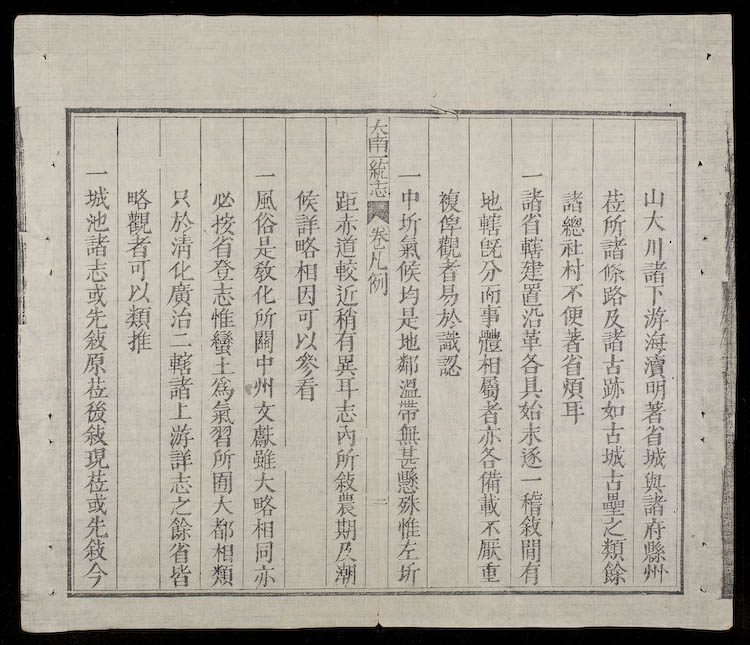 山大川諸下游海瀆明著省城與諸府縣州
莅所諸條路及諸古跡如古城古壘之類餘
諸總社村不便著省煩耳
一諸省轄建置沿革各具始末逐一稽敘間有
地轄旣分而事體相屬者亦各備載不厭重
複俾觀者易於識認
一中圻氣候均是地鄰溫帶無甚懸殊惟左圻
大南一統志 卷之凡例 二
距赤道較近稍有異耳志內所敘農期及潮
候詳略相因可以參看
一風俗是敎化所關中州文獻雖大略相同亦
必按省登志惟蠻土爲氣習所囿大都相類
只於淸化廣治二轄諸上游詳志之餘省皆
略觀者可以類推
一城池諸志或先敘原莅後敘現莅或先敘今